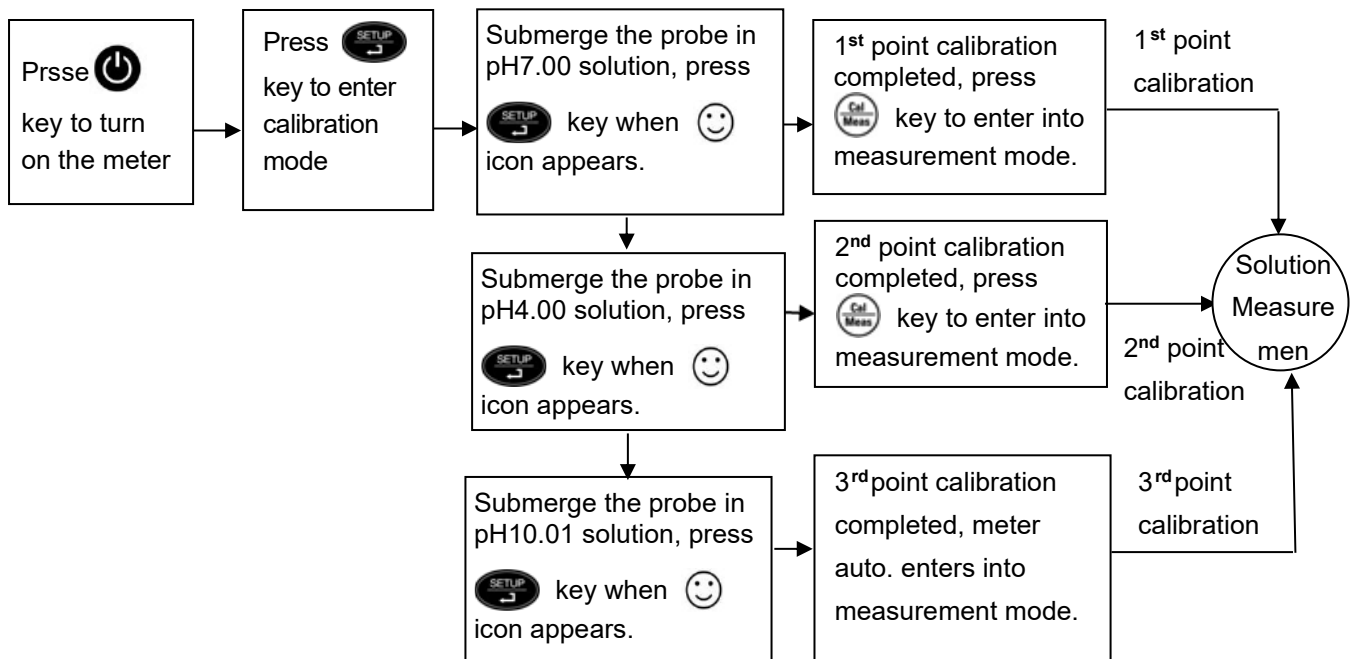 Prsse
key to turn
on the meter
Press SETUP
key to enter
calibration
mode
Submerge the probe in
pH7.00 solution, press
SETUP key when
icon appears.
1st point calibration
completed, press
Cal
Meas key to enter into
measurement mode.
1st point
calibration
Submerge the probe in
pH4.00 solution, press
SETUP key when
icon appears.
2nd point calibration
completed, press
Cal
Meas key to enter into
measurement mode.
2nd point
calibration
Solution
Measure
men
Submerge the probe in
pH10.01 solution, press
SETUP key when
icon appears.
3rd point calibration
completed, meter
auto. enters into
measurement mode.
3rd point
calibration